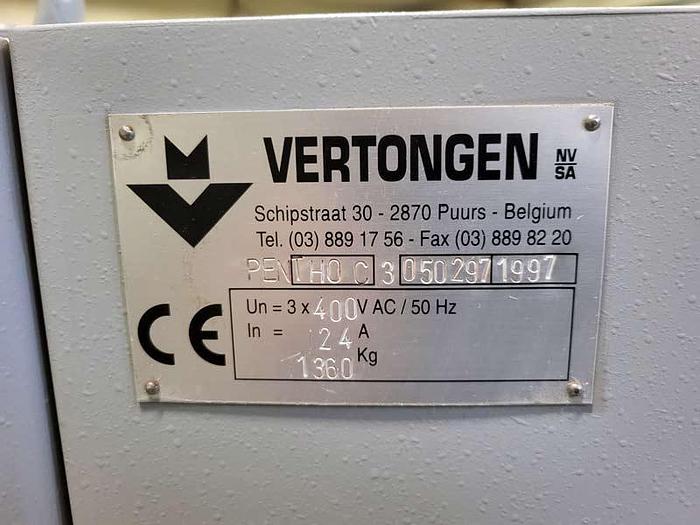 VERTONGEN NV SA
Schipstraat 30 - 2870 Puurs - Belgium
Tel. (03) 889 17 56 - Fax (03) 889 82 20
PENTHO C 3 050297 1997
Un = 3 x 400 V AC / 50 Hz
In = 24 A
1360 Kg
CE